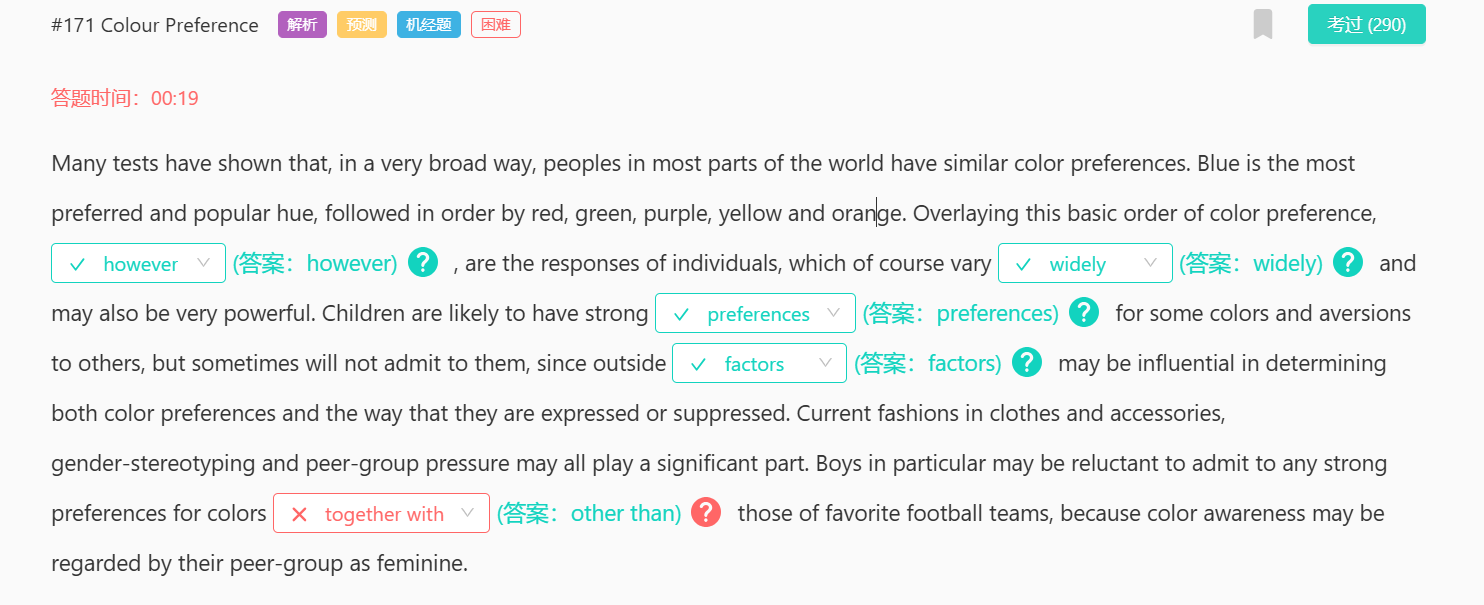 #171 Colour Preference 解析 预测 机经题 困难 考过 (290)
答题时间：00:19
Many tests have shown that, in a very broad way, peoples in most parts of the world have similar color preferences. Blue is the most
preferred and popular hue, followed in order by red, green, purple, yellow and orange. Overlaying this basic order of color preference,
however (答案：however) ? , are the responses of individuals, which of course vary widely (答案：widely) ? and
may also be very powerful. Children are likely to have strong preferences (答案：preferences) ? for some colors and aversions
to others, but sometimes will not admit to them, since outside factors (答案：factors) ? may be influential in determining
both color preferences and the way that they are expressed or suppressed. Current fashions in clothes and accessories,
gender-stereotyping and peer-group pressure may all play a significant part. Boys in particular may be reluctant to admit to any strong
preferences for colors together with (答案：other than) ? those of favorite football teams, because color awareness may be
regarded by their peer-group as feminine.